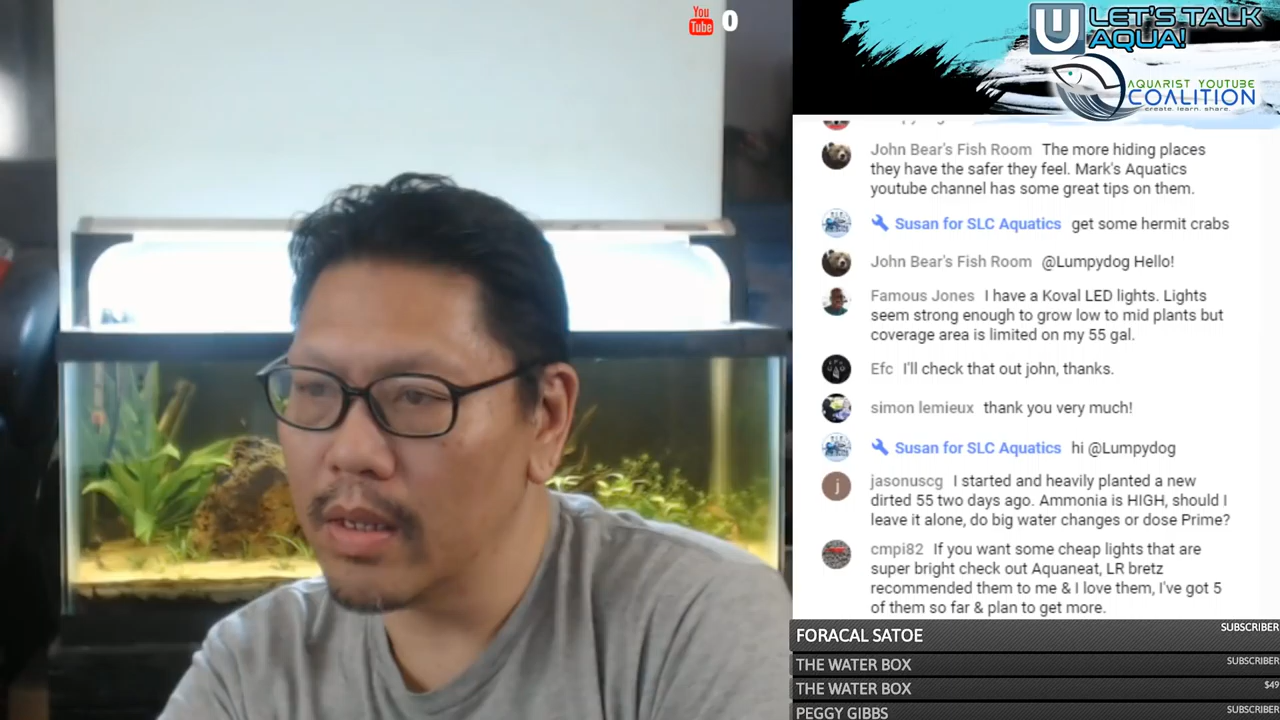 You
Tube 0
LET'S TALK
AQUA!
AQUARIST YOUTUBE
COALITION
create. learn. share.
John Bear's Fish Room The more hiding places
they have the safer they feel. Mark's Aquatics
youtube channel has some great tips on them.
Susan for SLC Aquatics get some hermit crabs
John Bear's Fish Room @Lumpydog Hello!
Famous Jones I have a Koval LED lights. Lights
seem strong enough to grow low to mid plants but
coverage area is limited on my 55 gal.
Efc I'll check that out john, thanks.
simon lemieux thank you very much!
Susan for SLC Aquatics hi @Lumpydog
j jasonuscg I started and heavily planted a new
dirted 55 two days ago. Ammonia is HIGH, should I
leave it alone, do big water changes or dose Prime?
cmpi82 If you want some cheap lights that are
super bright check out Aquaneat, LR bretz
recommended them to me & I love them, I've got 5
of them so far & plan to get more.
FORACAL SATOE SUBSCRIBER
THE WATER BOX SUBSCRIBER
THE WATER BOX $49
PEGGY GIBBS SUBSCRIBER